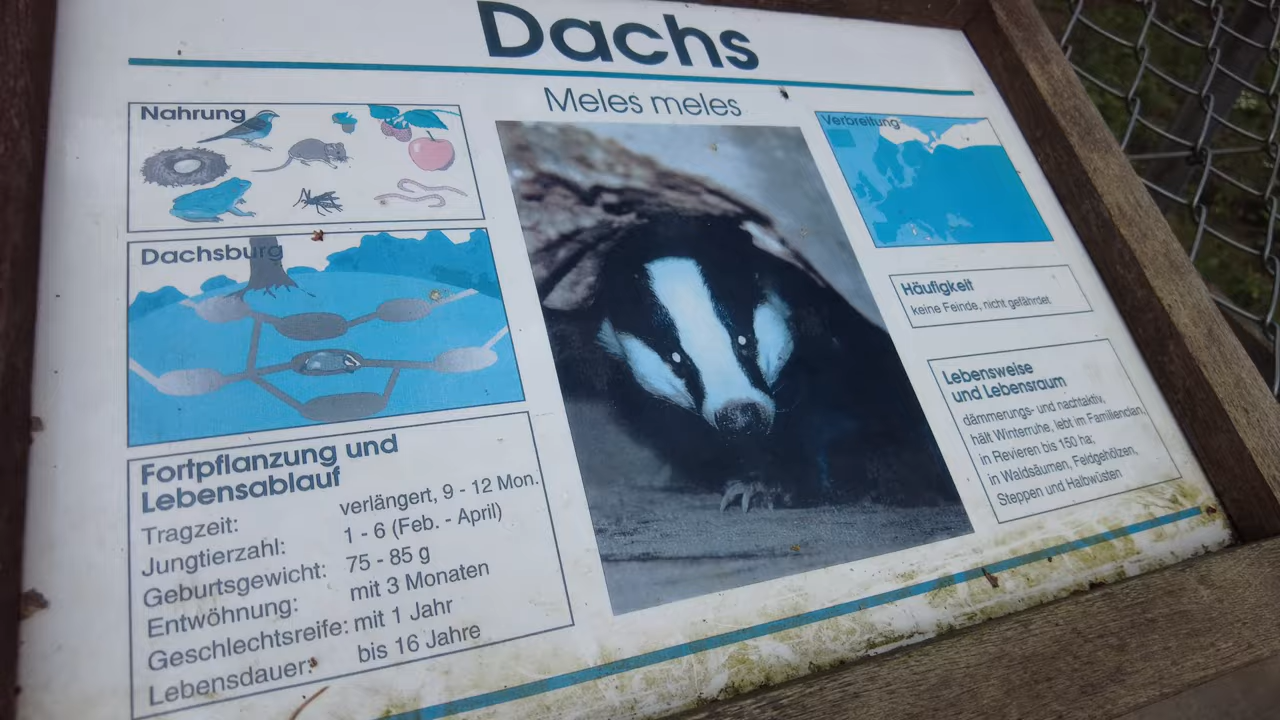 Dachs
Meles meles
Nahrung
Dachsburg
Fortpflanzung und
Lebensablauf
Tragzeit: verlängert, 9 - 12 Mon.
Jungtierzahl: 1 - 6 (Feb. - April)
Geburtsgewicht: 75 - 85 g
Entwöhnung: mit 3 Monaten
Geschlechtsreife: mit 1 Jahr
Lebensdauer: bis 16 Jahre
Verbreitung
Häufigkeit
keine Feinde, nicht gefährdet
Lebensweise
und Lebensraum
dämmerungs- und nachtaktiv,
hält Winterruhe, lebt im Familienclan,
in Revieren bis 150 ha;
in Waldsäumen, Feldgehölzen,
Steppen und Halbwüsten